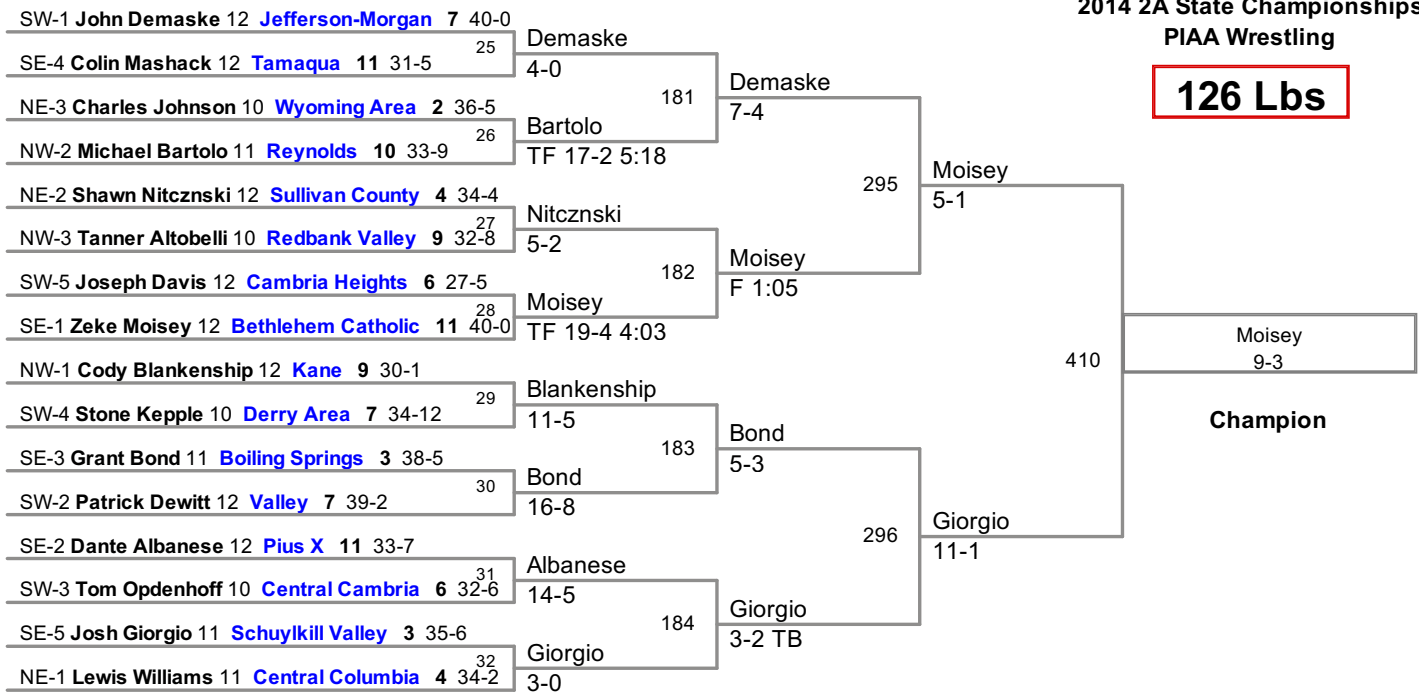 2014 2A State Championships
PIAA Wrestling
126 Lbs
SW-1 John Demaske 12 Jefferson-Morgan 7 40-0
25
SE-4 Colin Mashack 12 Tamaqua 11 31-5
NE-3 Charles Johnson 10 Wyoming Area 2 36-5
26
NW-2 Michael Bartolo 11 Reynolds 10 33-9
NE-2 Shawn Nitcznski 12 Sullivan County 4 34-4
27
NW-3 Tanner Altobelli 10 Redbank Valley 9 32-8
SW-5 Joseph Davis 12 Cambria Heights 6 27-5
28
SE-1 Zeke Moisey 12 Bethlehem Catholic 11 40-0
NW-1 Cody Blankenship 12 Kane 9 30-1
29
SW-4 Stone Kepple 10 Derry Area 7 34-12
SE-3 Grant Bond 11 Boiling Springs 3 38-5
30
SW-2 Patrick Dewitt 12 Valley 7 39-2
SE-2 Dante Albanese 12 Pius X 11 33-7
31
SW-3 Tom Opdenhoff 10 Central Cambria 6 32-6
SE-5 Josh Giorgio 11 Schuylkill Valley 3 35-6
32
NE-1 Lewis Williams 11 Central Columbia 4 34-2
Demaske
4-0
181
Bartolo
TF 17-2 5:18
Nitcznski
5-2
182
Moisey
TF 19-4 4:03
Blankenship
11-5
183
Bond
16-8
Albanese
14-5
184
Giorgio
3-0
Demaske
7-4
295
Moisey
F 1:05
Bond
5-3
296
Giorgio
3-2 TB
Moisey
5-1
410
Giorgio
11-1
Moisey
9-3
Champion